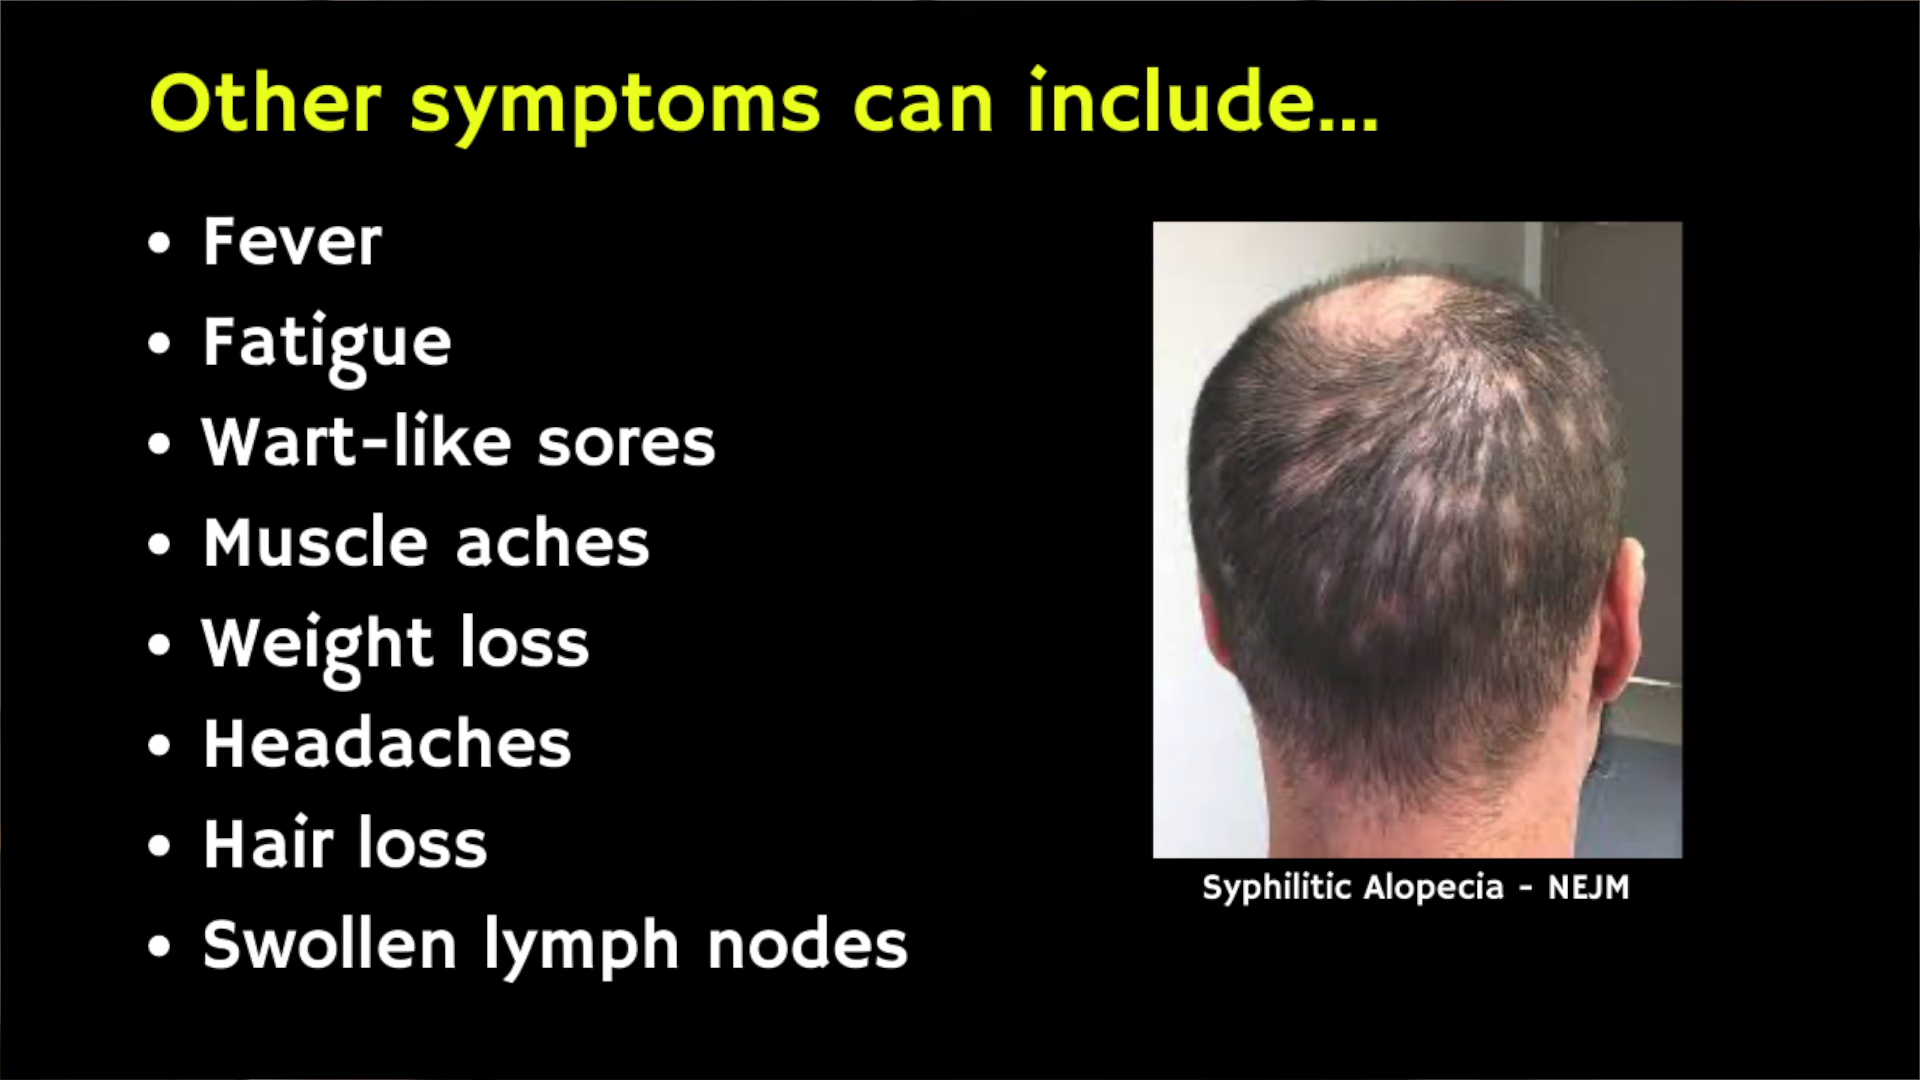 Other symptoms can include...
• Fever
• Fatigue
• Wart-like sores
• Muscle aches
• Weight loss
• Headaches
• Hair loss
• Swollen lymph nodes
Syphilitic Alopecia - NEJM